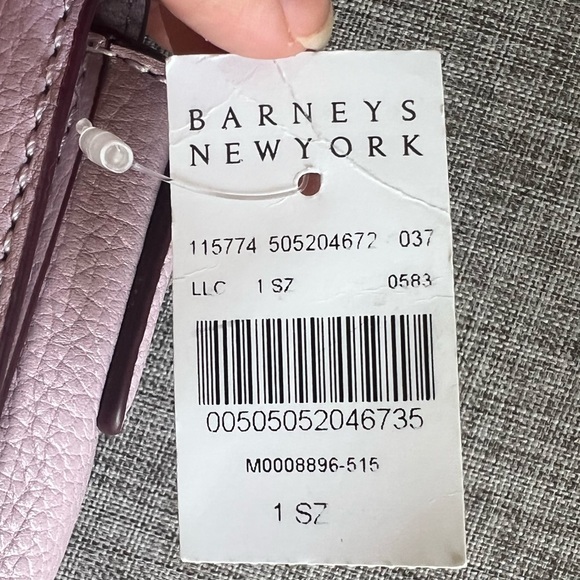 BARNEYS
NEWYORK
115774 505204672 037
LLC 1 SZ 0583
00505052046735
M0008896-515
1 SZ